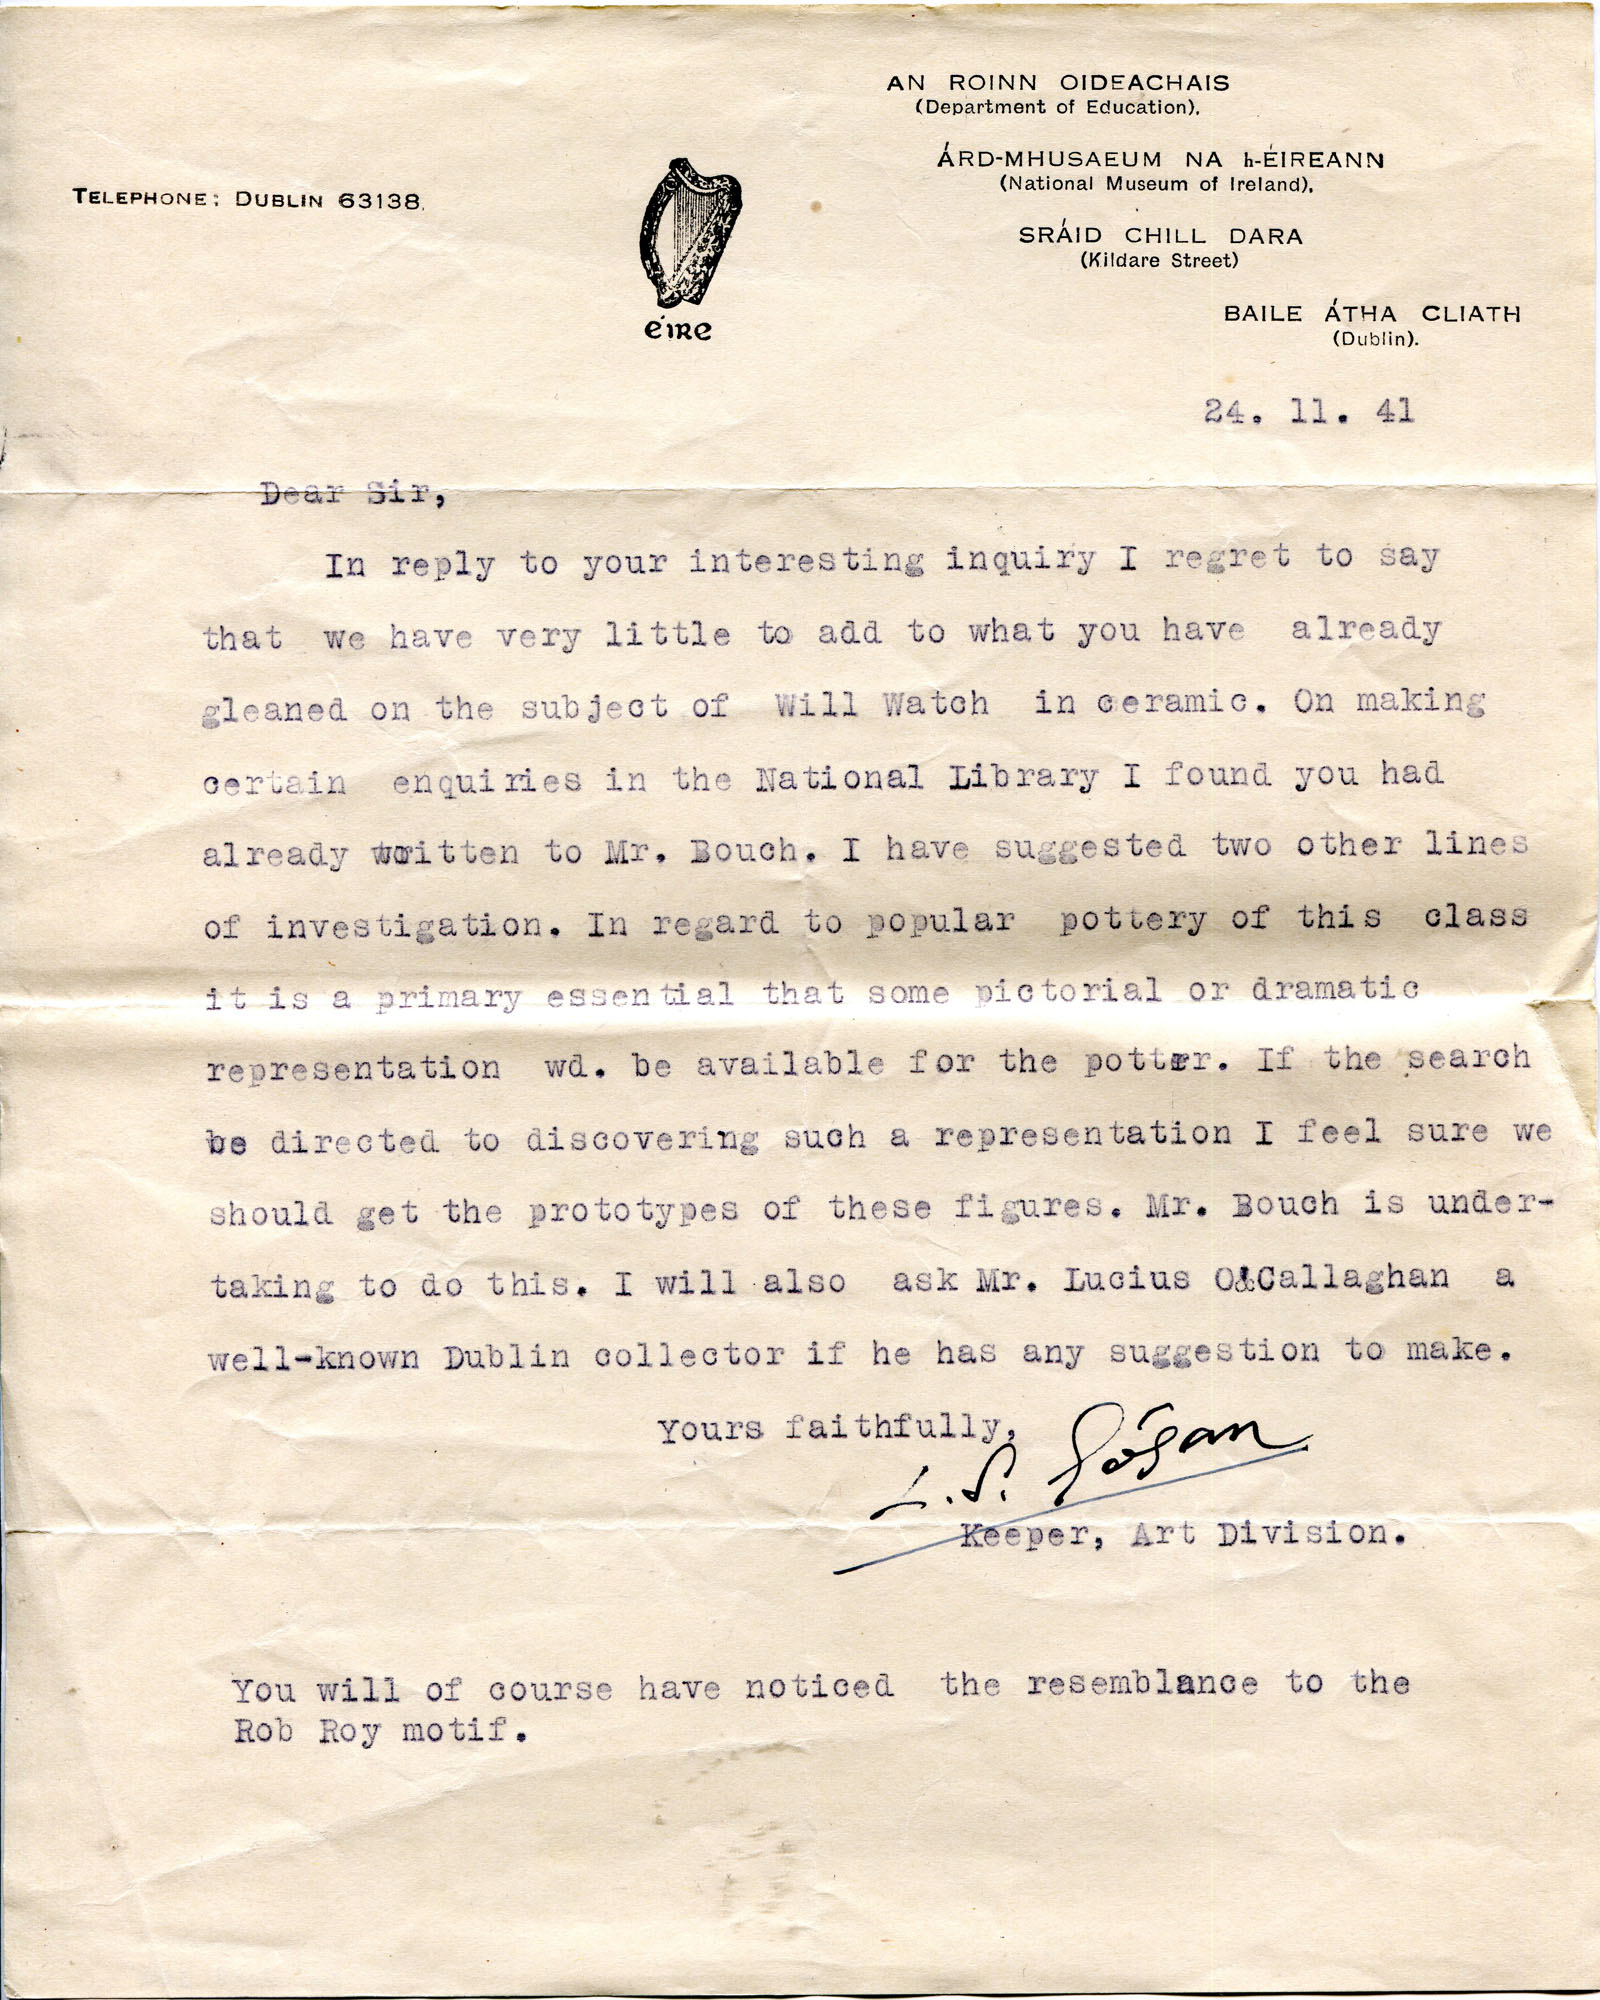 AN ROINN OIDEACHAIS
(Department of Education),
ÁRD-MHUSAEUM NA h-ÉIREANN
(National Museum of Ireland),
SRÁID CHILL DARA
(Kildare Street)
BAILE ÁTHA CLIATH
(Dublin).
TELEPHONE: DUBLIN 63138.
éire
24. 11. 41
Dear Sir,
In reply to your interesting inquiry I regret to say
that we have very little to add to what you have already
gleaned on the subject of Will Watch in ceramic. On making
certain enquiries in the National Library I found you had
already written to Mr. Bouch. I have suggested two other lines
of investigation. In regard to popular pottery of this class
it is a primary essential that some pictorial or dramatic
representation wd. be available for the potter. If the search
be directed to discovering such a representation I feel sure we
should get the prototypes of these figures. Mr. Bouch is under-
taking to do this. I will also ask Mr. Lucius O&Callaghan a
well-known Dublin collector if he has any suggestion to make.
Yours faithfully,
L. S. Gógan
Keeper, Art Division.
You will of course have noticed the resemblance to the
Rob Roy motif.